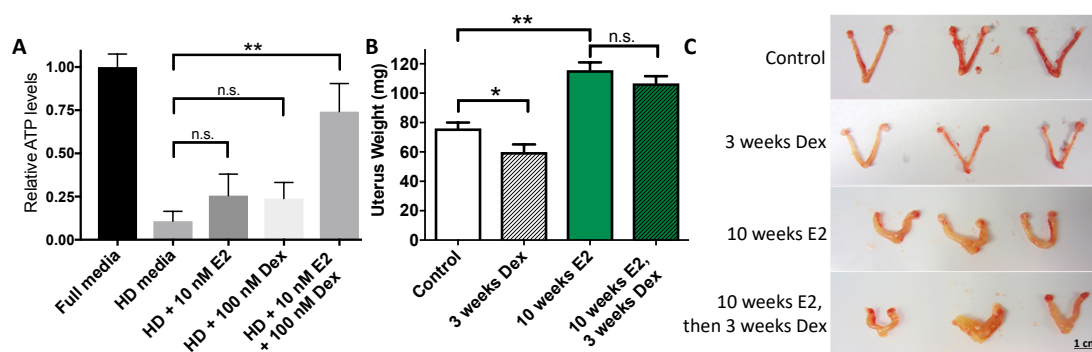 A
Relative ATP levels
1.00
0.75
0.50
0.25
0.00
**
n.s.
n.s.
Full media
HD media
HD + 10 nM E2
HD + 100 nM Dex
HD + 10 nM E2
+ 100 nM Dex
B
Uterus Weight (mg)
120
100
80
60
40
20
0
**
n.s.
*
Control
3 weeks Dex
10 weeks E2
10 weeks E2,
3 weeks Dex
C
Control
3 weeks Dex
10 weeks E2
10 weeks E2,
then 3 weeks Dex